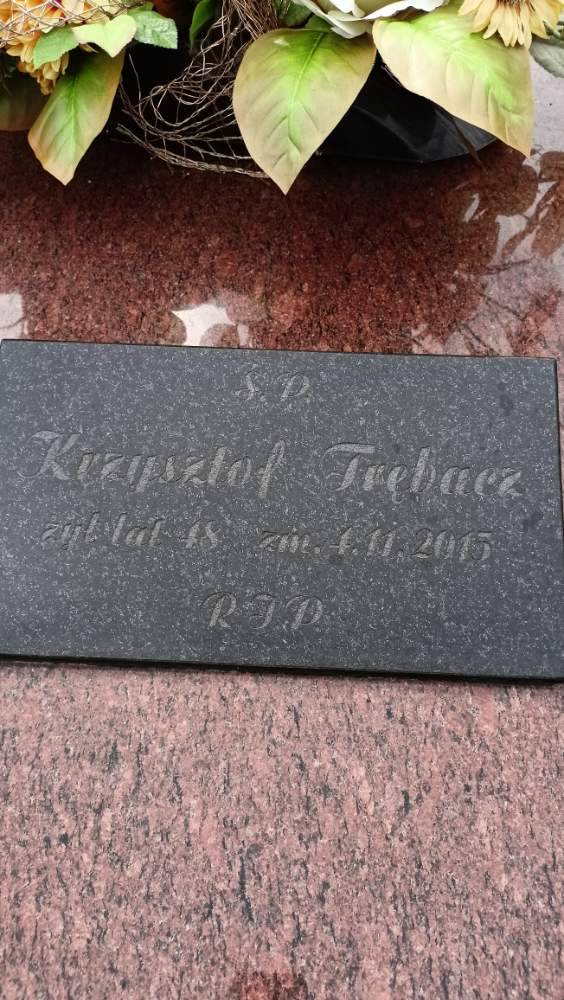 Ś.P.
Krzysztof Trębacz
żył lat 48 zm. 4.11.2015
R I P